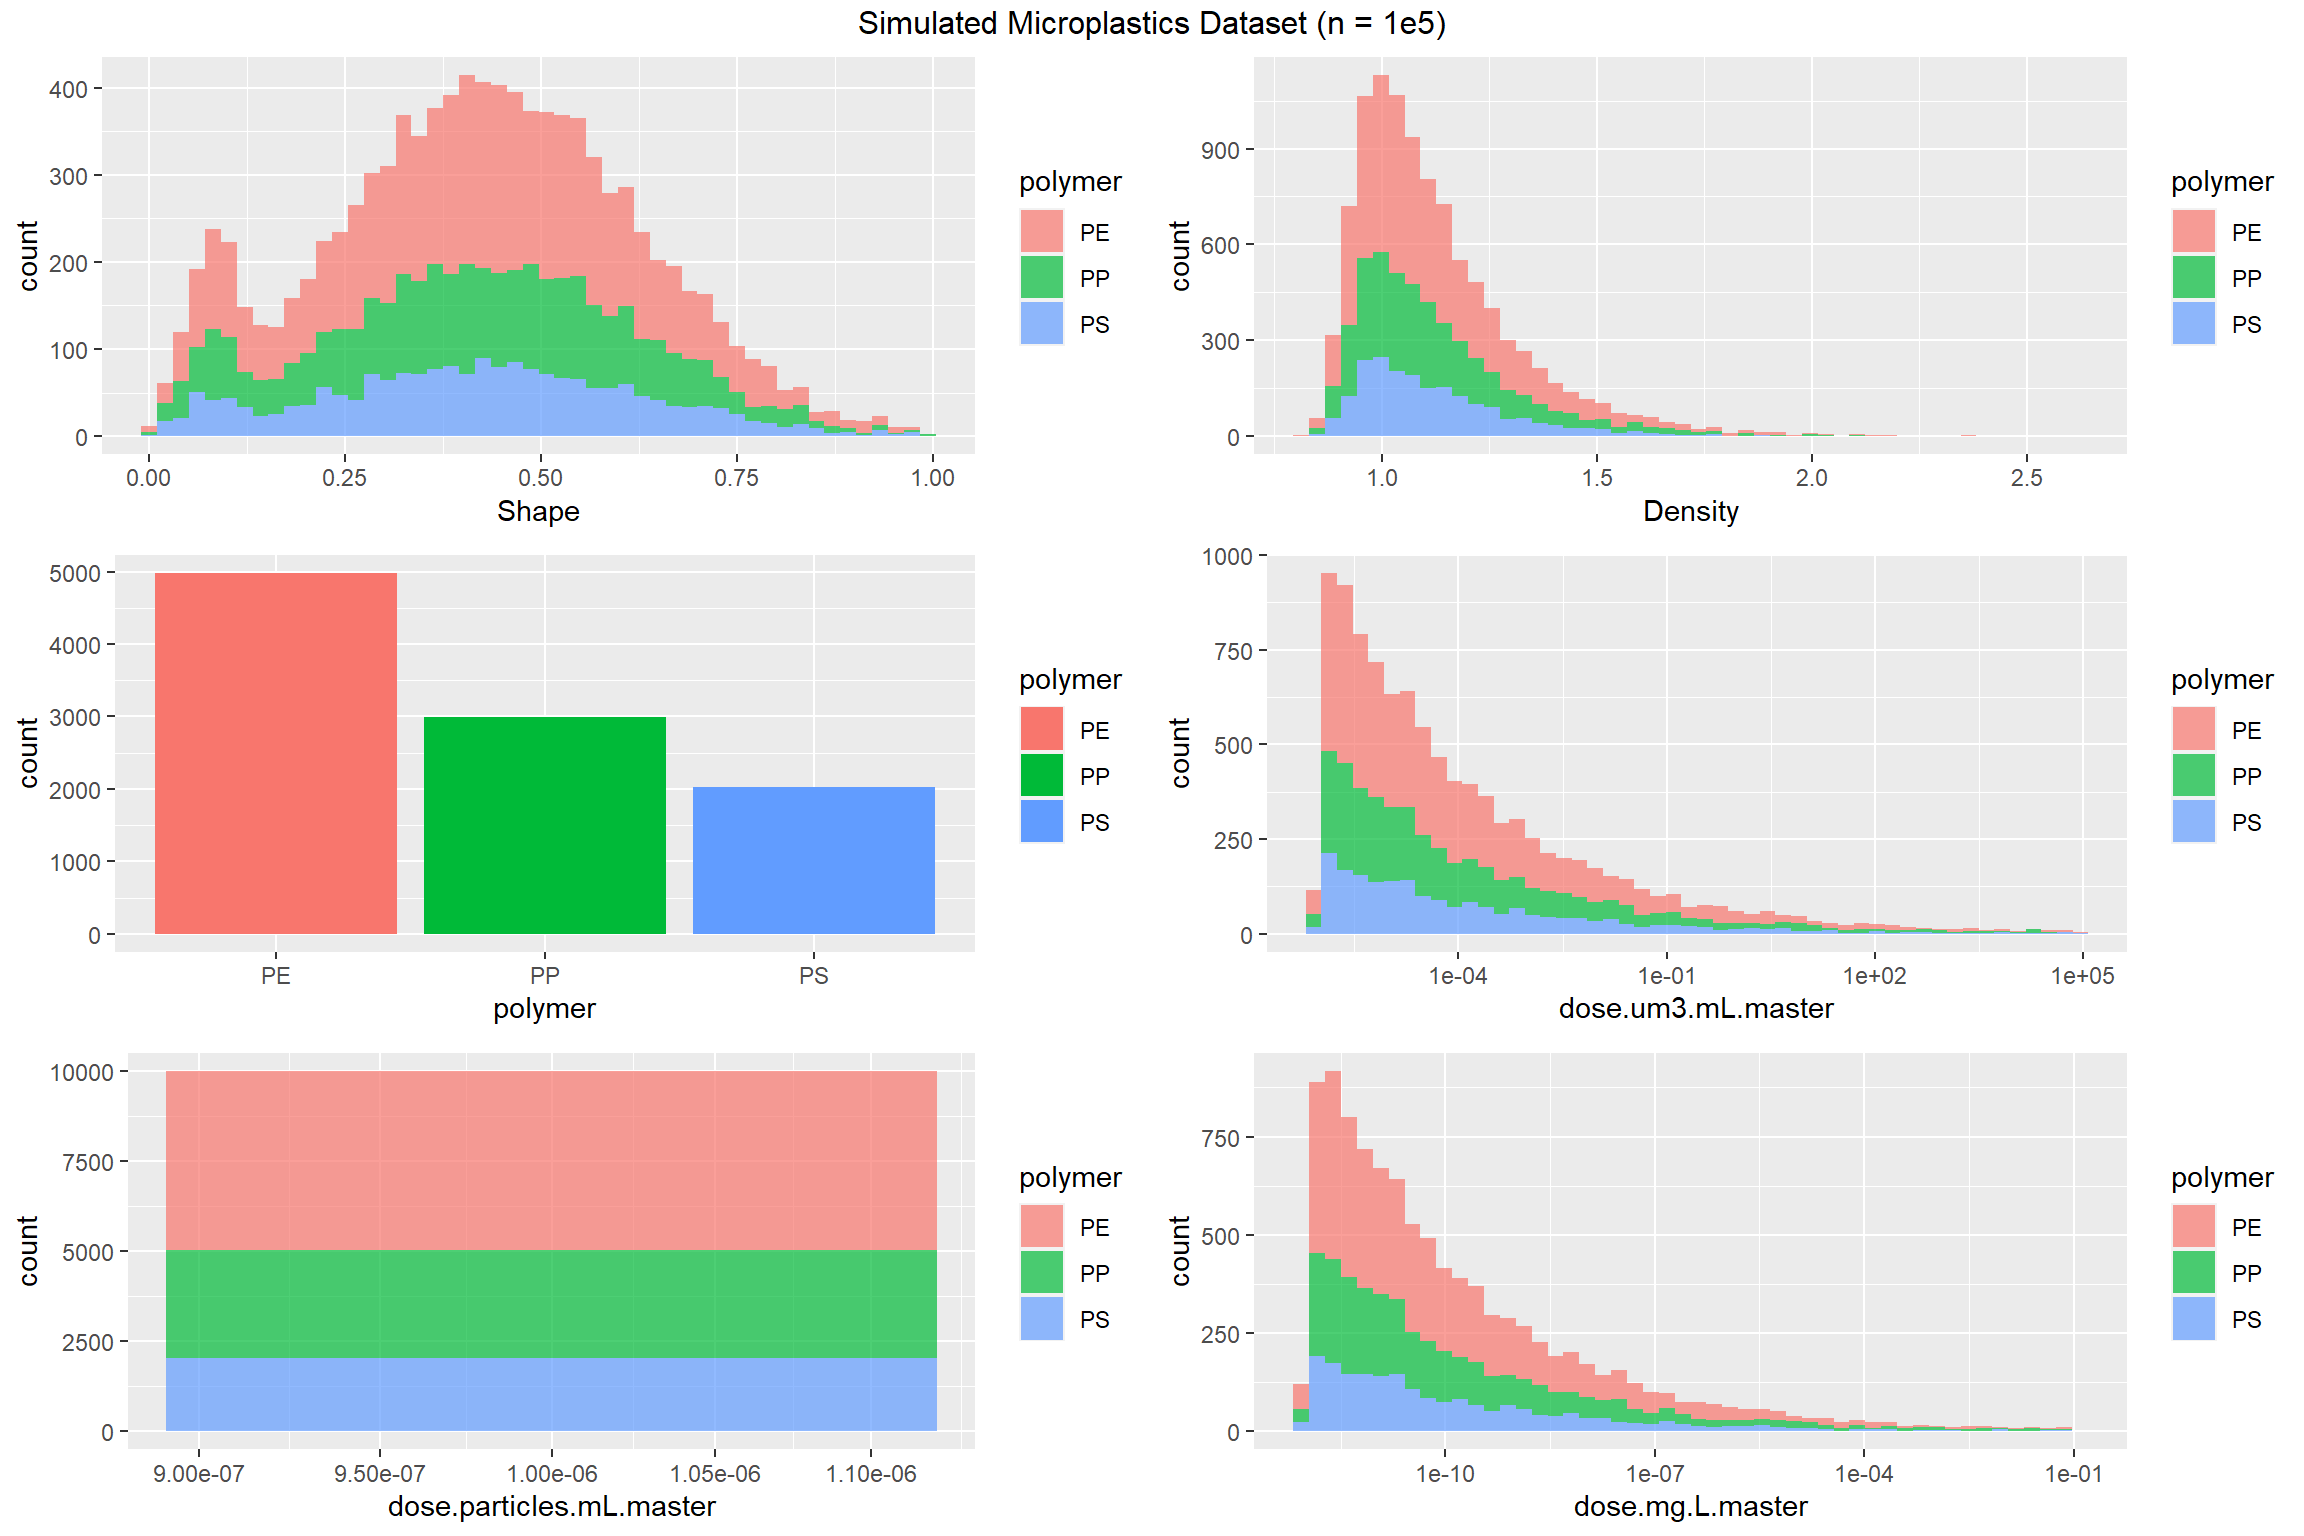 Simulated Microplastics Dataset (n = 1e5)
count
400
300
200
100
0
0.00 0.25 0.50 0.75 1.00
Shape
polymer
PE
PP
PS
count
900
600
300
0
1.0 1.5 2.0 2.5
Density
polymer
PE
PP
PS
count
5000
4000
3000
2000
1000
0
PE PP PS
polymer
polymer
PE
PP
PS
count
1000
750
500
250
0
1e-04 1e-01 1e+02 1e+05
dose.um3.mL.master
polymer
PE
PP
PS
count
10000
7500
5000
2500
0
9.00e-07 9.50e-07 1.00e-06 1.05e-06 1.10e-06
dose.particles.mL.master
polymer
PE
PP
PS
count
750
500
250
0
1e-10 1e-07 1e-04 1e-01
dose.mg.L.master
polymer
PE
PP
PS